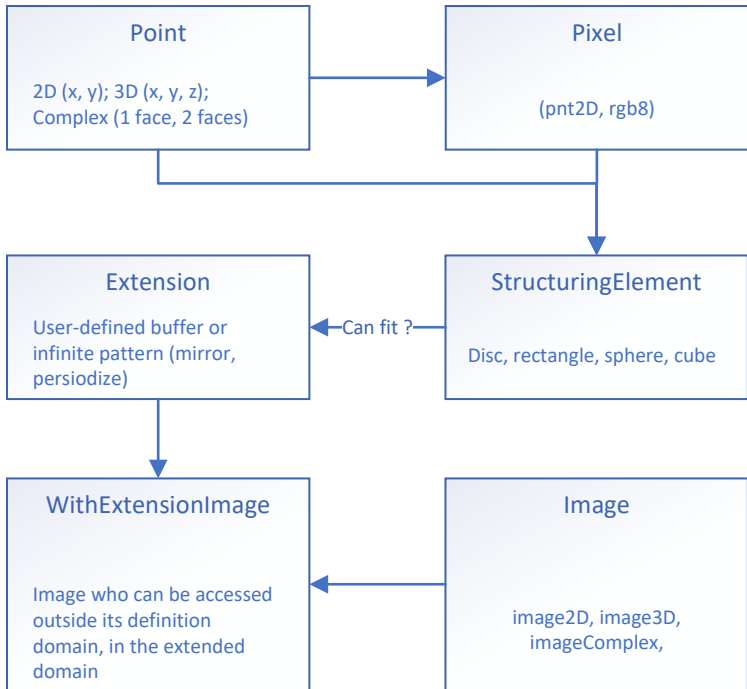 Point
2D (x, y); 3D (x, y, z);
Complex (1 face, 2 faces)
Pixel
(pnt2D, rgb8)
Extension
User-defined buffer or
infinite pattern (mirror,
persiodize)
Can fit ?
StructuringElement
Disc, rectangle, sphere, cube
WithExtensionImage
Image who can be accessed
outside its definition
domain, in the extended
domain
Image
image2D, image3D,
imageComplex,